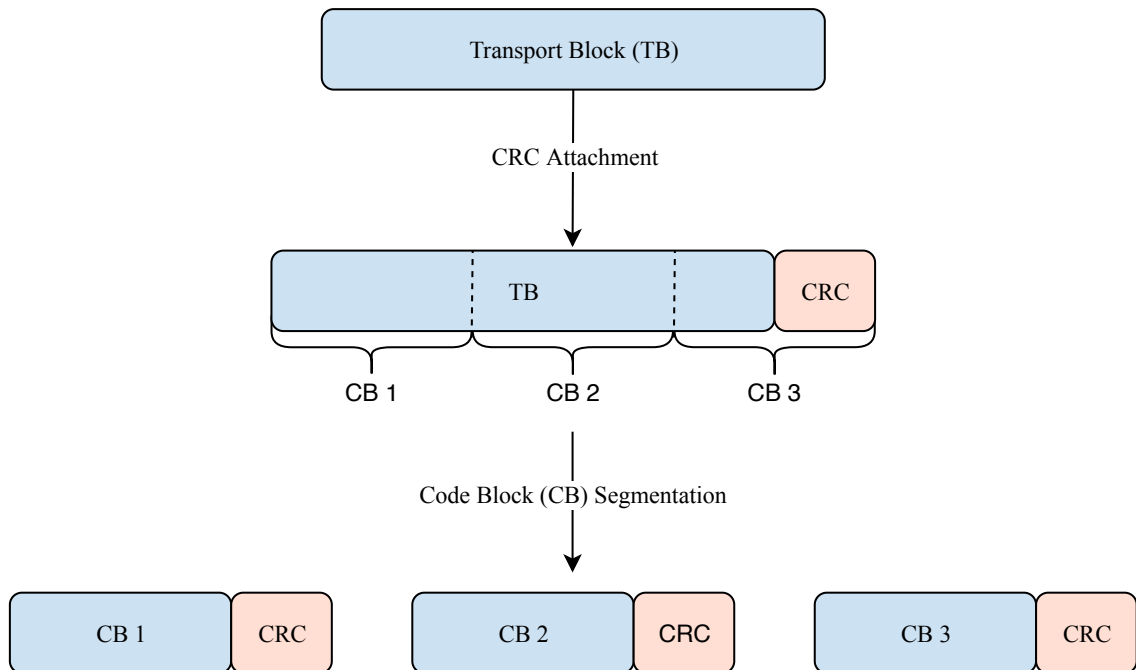 Transport Block (TB)
CRC Attachment
TB
CRC
CB 1
CB 2
CB 3
Code Block (CB) Segmentation
CB 1
CRC
CB 2
CRC
CB 3
CRC